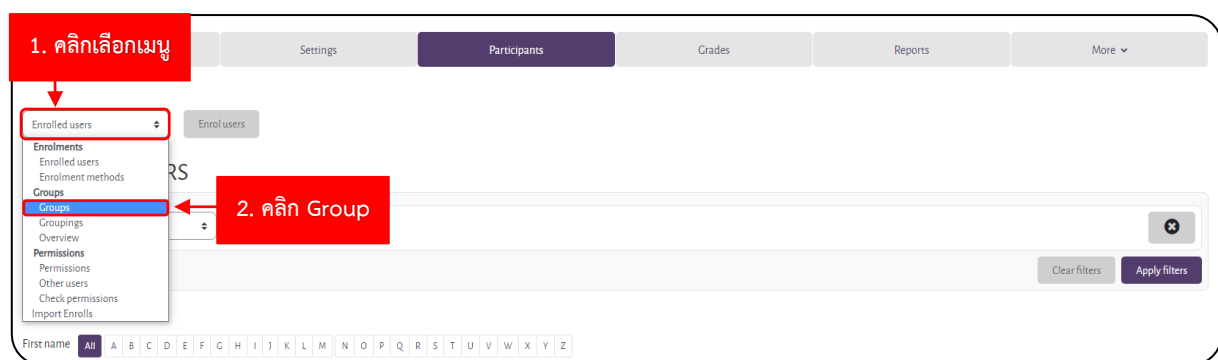 1. คลิกเลือกเมนู
Settings
Participants
Grades
Reports
More
Enrolled users
Enrol users
Enrolments
Enrolled users
Enrolment methods
RS
Groups
Groups
2. คลิก Group
Groupings
Overview
Permissions
Permissions
Other users
Check permissions
Import Enrolls
Clear filters
Apply filters
First name All A B C D E F G H I J K L M N O P Q R S T U V W X Y Z